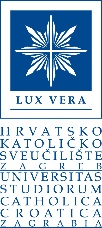 LUX VERA
HRVATSKO
KATOLIČKO
SVEUČILIŠTE
ZAGREB
UNIVERSITAS
STUDIORUM
CATHOLICA
CROATICA
ZAGRABIA